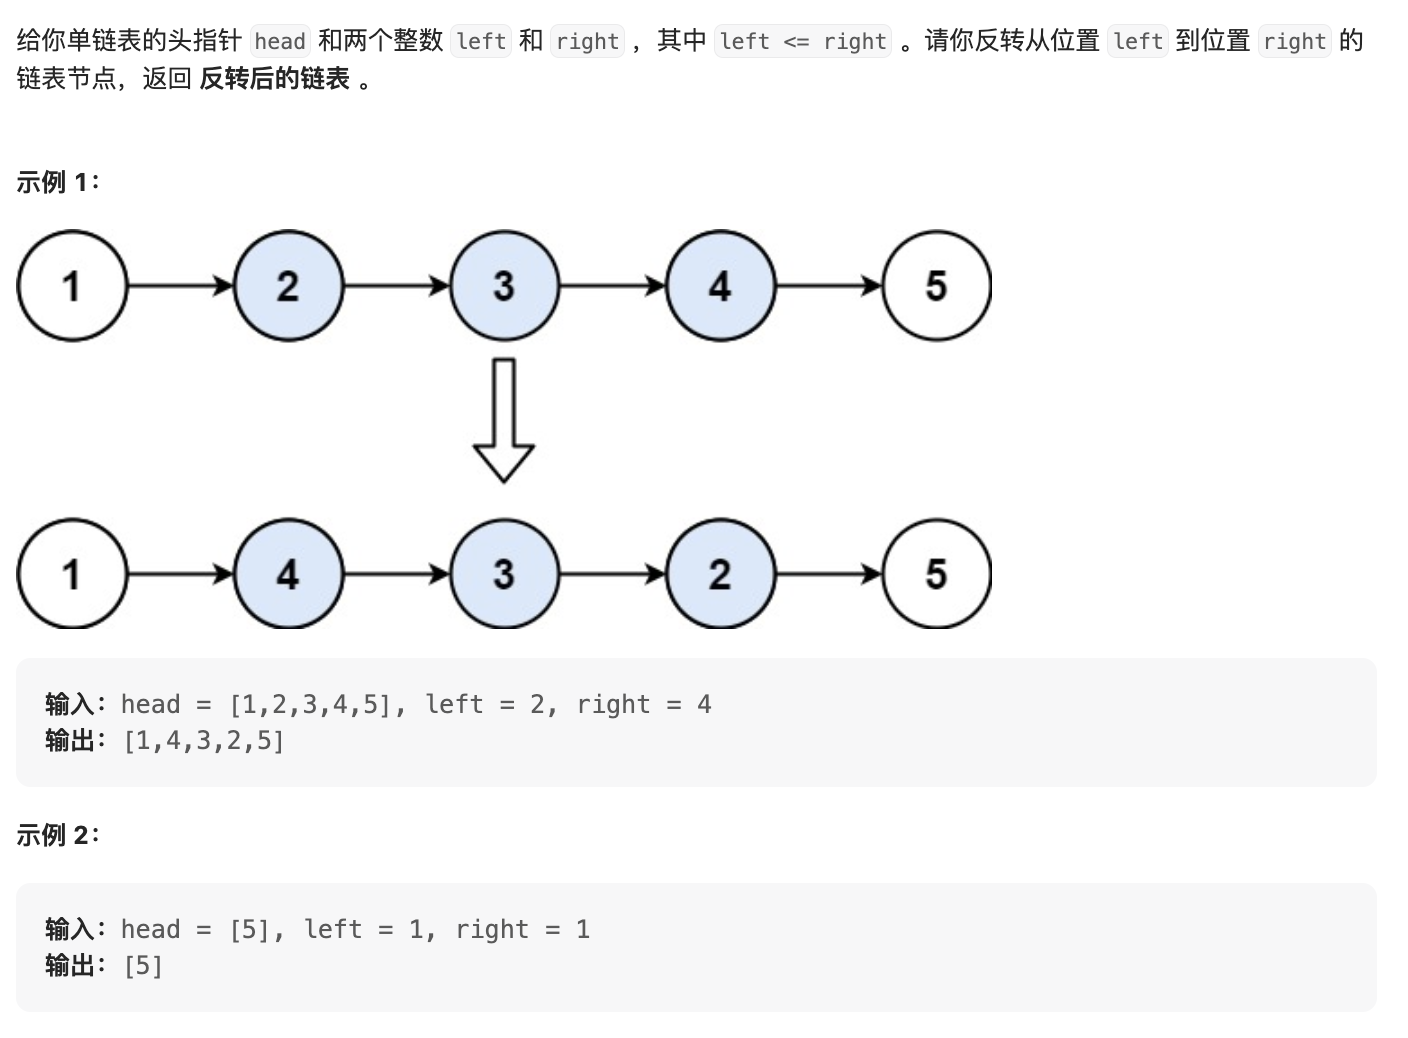 给你单链表的头指针 head 和两个整数 left 和 right ，其中 left <= right 。请你反转从位置 left 到位置 right 的
链表节点，返回 反转后的链表 。
示例 1：
1 2 3 4 5
1 4 3 2 5
输入：head = [1,2,3,4,5], left = 2, right = 4
输出：[1,4,3,2,5]
示例 2：
输入：head = [5], left = 1, right = 1
输出：[5]